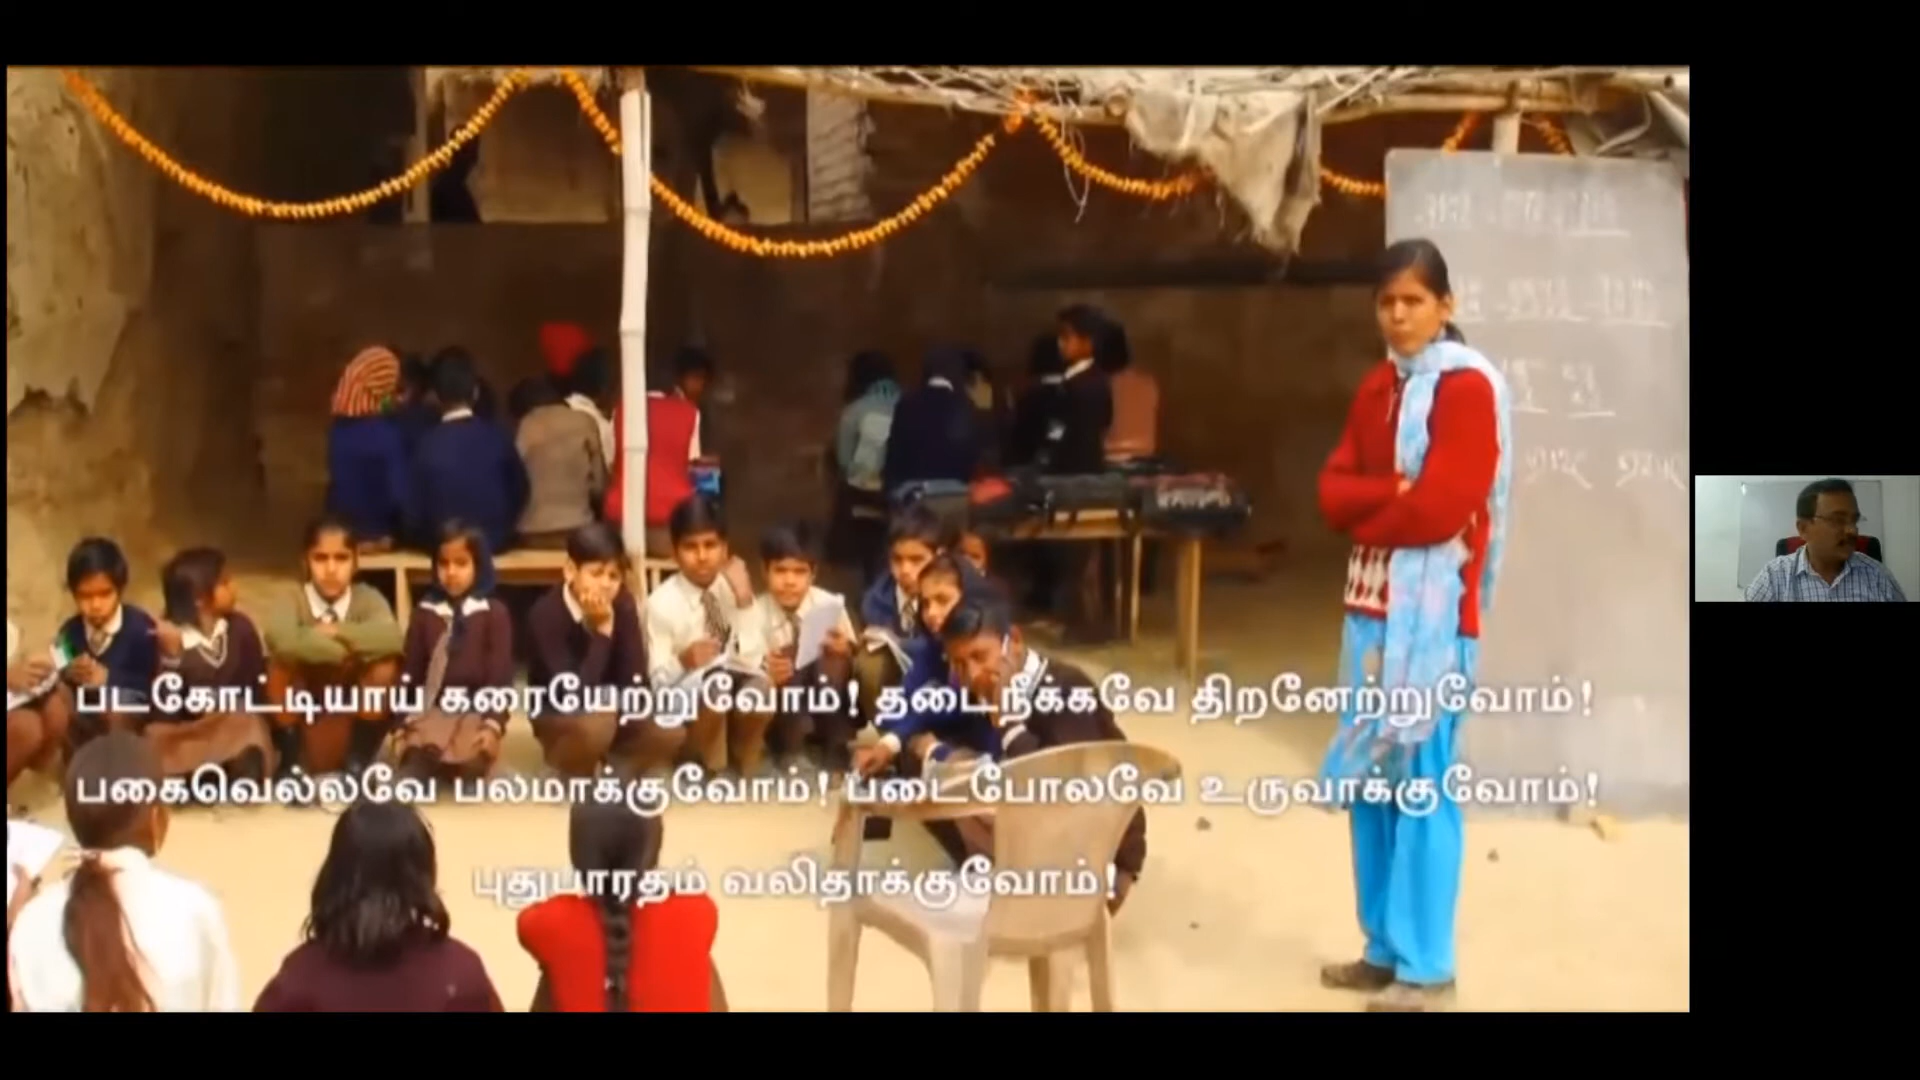 படகோட்டியாய் கரையேற்றுவோம்! தடைநீக்கவே திறனேற்றுவோம்!
பகைவெல்லவே பலமாக்குவோம்! படைபோலவே உருவாக்குவோம்!
புதுபாரதம் வலிதாக்குவோம்!